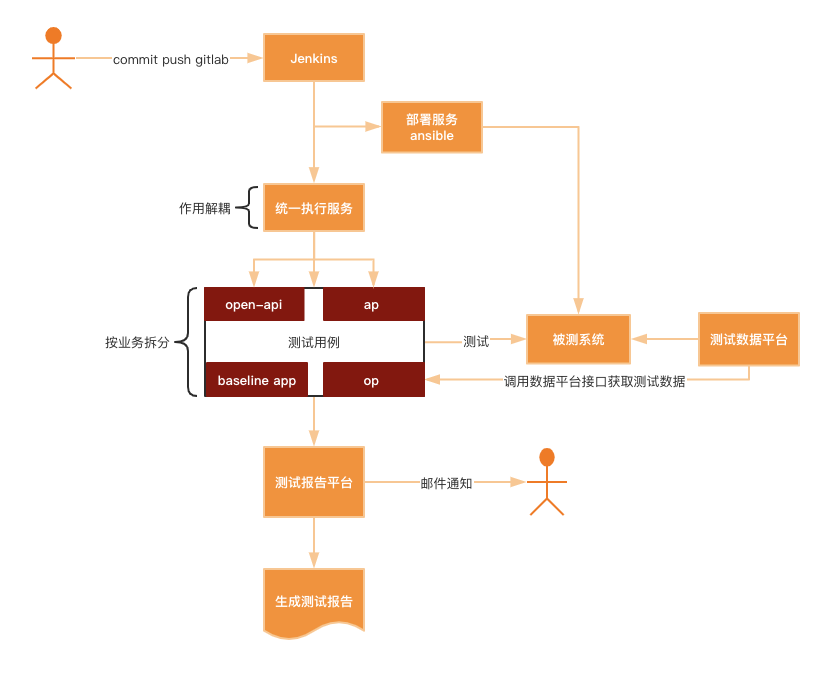 commit push gitlab
Jenkins
部署服务
ansible
作用解耦
统一执行服务
open-api
ap
按业务拆分
测试用例
测试
被测系统
测试数据平台
baseline app
op
调用数据平台接口获取测试数据
测试报告平台
邮件通知
生成测试报告